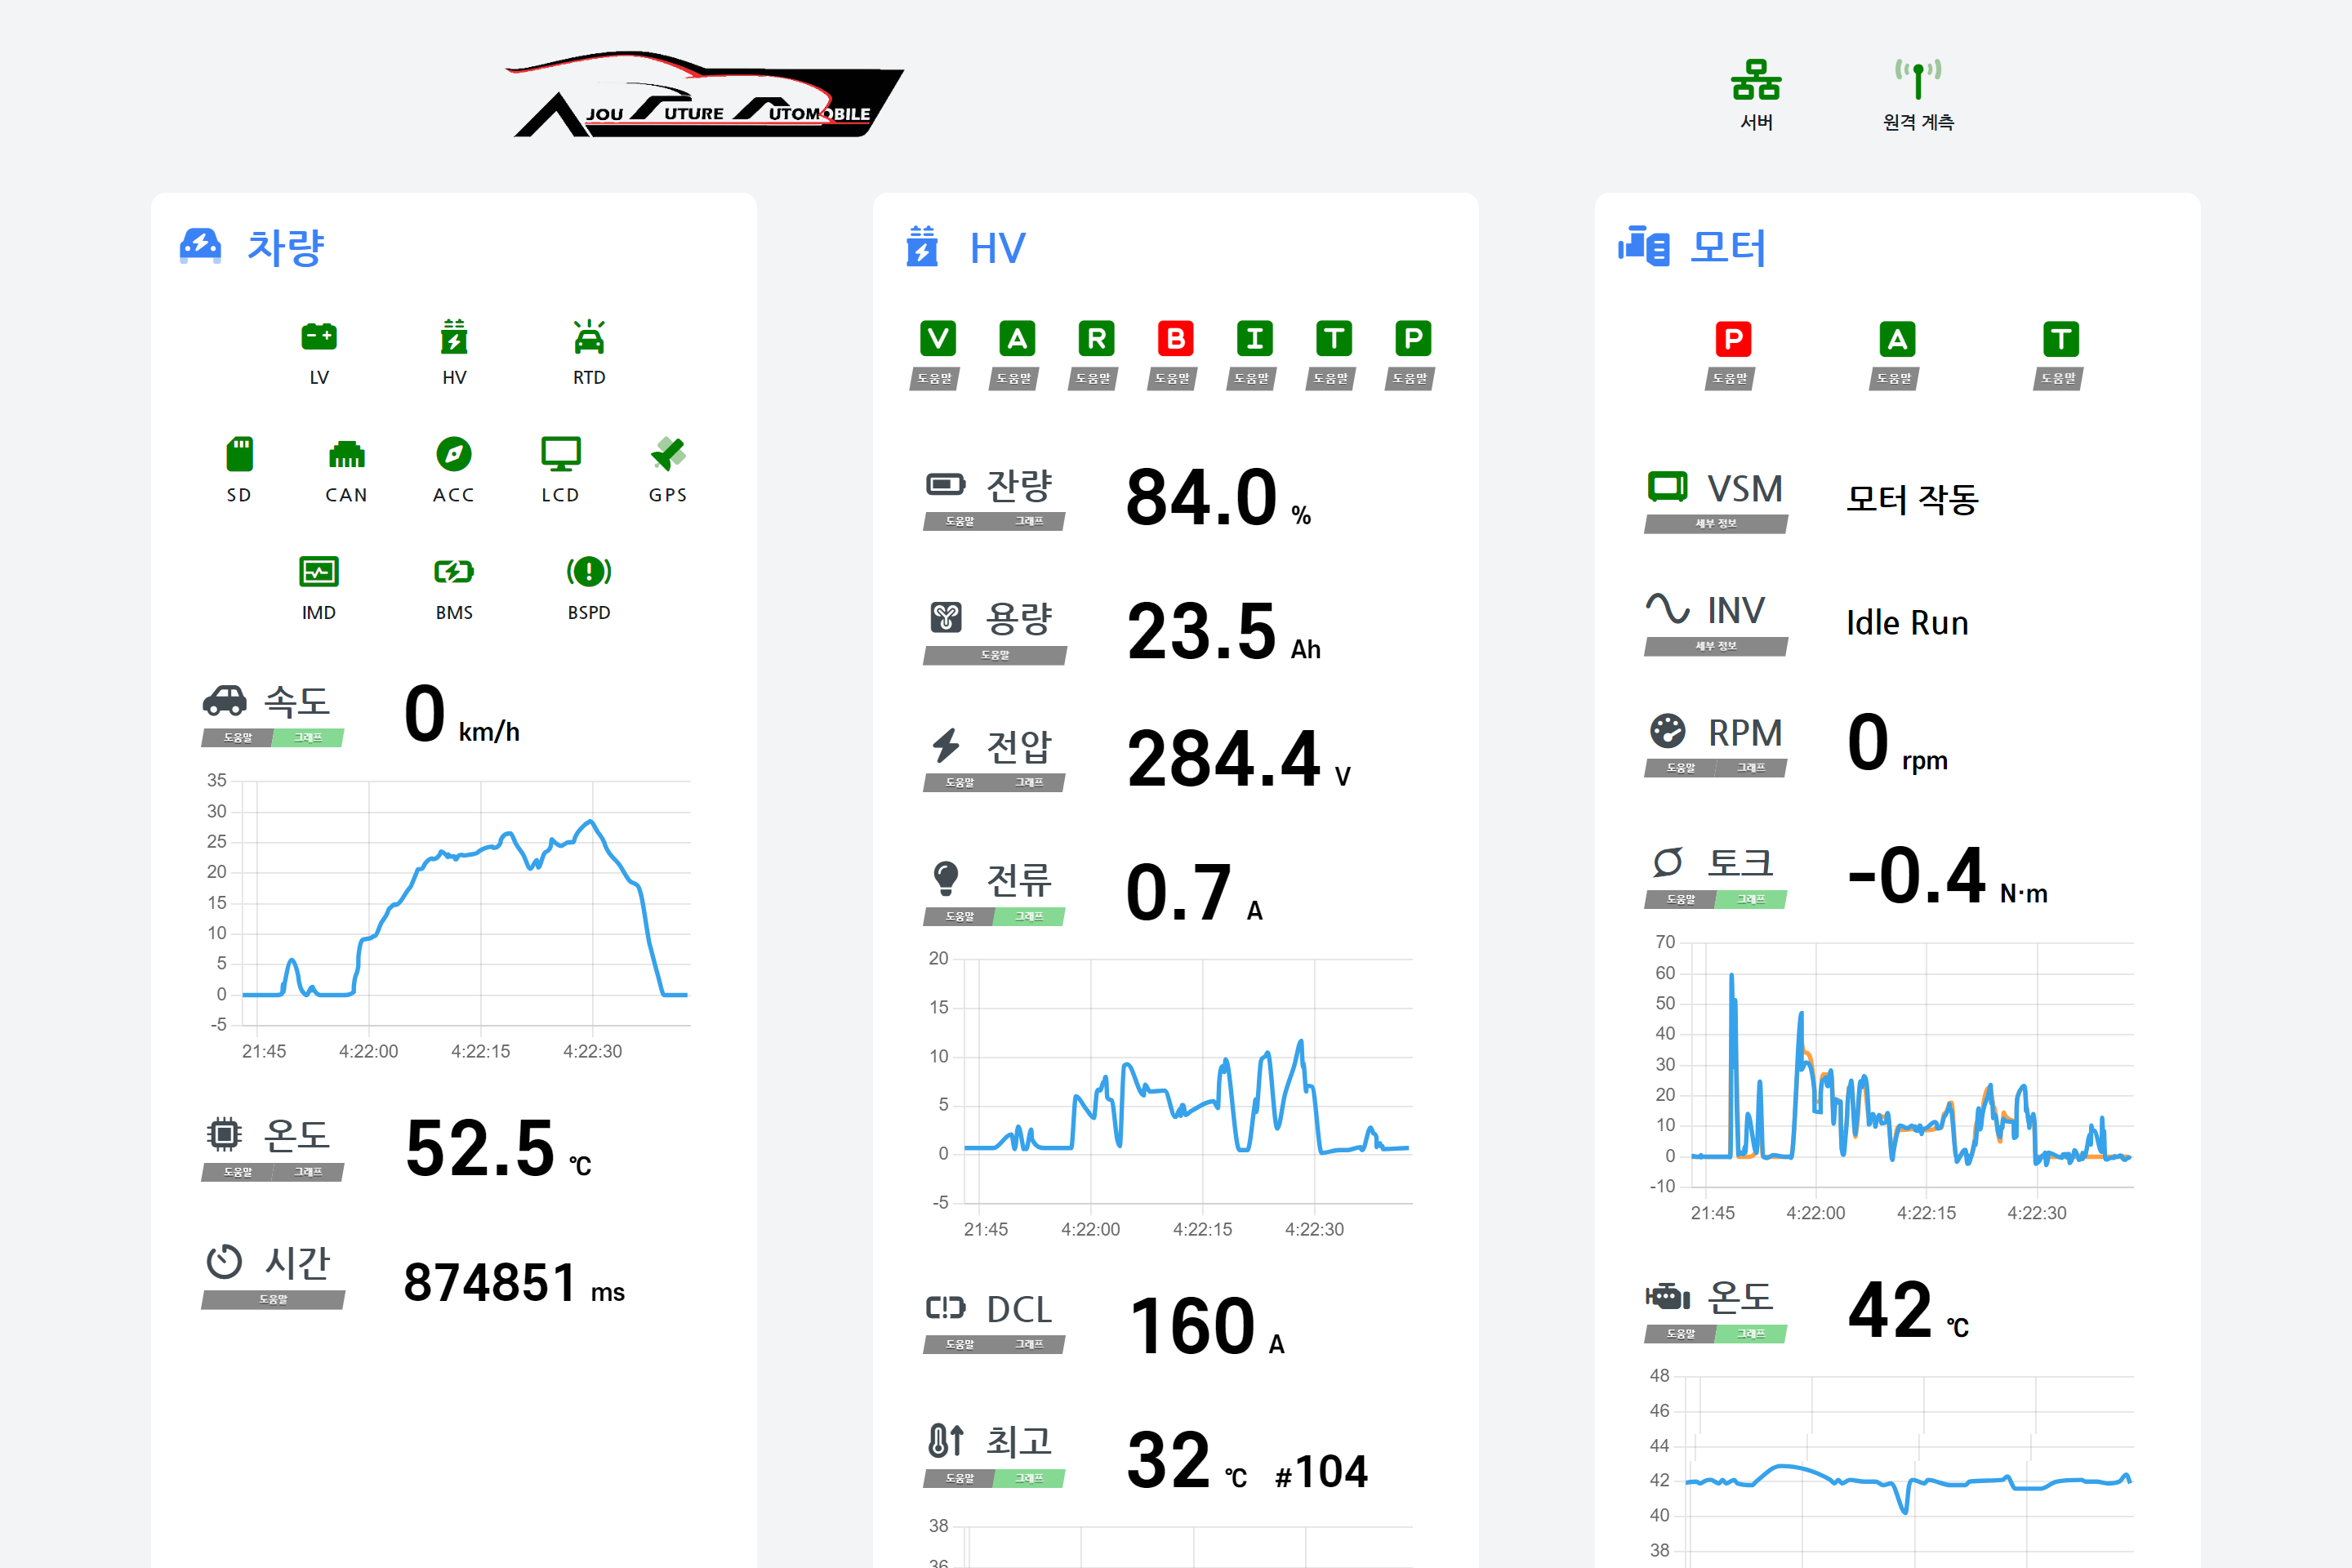 AJOU FUTURE AUTOMOBILE
서버
원격 계측
차량
LV
HV
RTD
SD
CAN
ACC
LCD
GPS
IMD
BMS
BSPD
속도
0 km/h
도움말
그래프
35
30
25
20
15
10
5
0
-5
21:45
4:22:00
4:22:15
4:22:30
온도
52.5 ℃
도움말
그래프
시간
874851 ms
도움말
HV
V
A
R
B
I
T
P
도움말
도움말
도움말
도움말
도움말
도움말
도움말
잔량
84.0 %
도움말
그래프
용량
23.5 Ah
도움말
전압
284.4 V
도움말
그래프
전류
0.7 A
도움말
그래프
20
15
10
5
0
-5
21:45
4:22:00
4:22:15
4:22:30
DCL
160 A
도움말
그래프
최고
32 ℃ #104
도움말
그래프
38
36
모터
P
A
T
도움말
도움말
도움말
VSM
모터 작동
세부 정보
INV
Idle Run
세부 정보
RPM
0 rpm
도움말
그래프
토크
-0.4 N·m
도움말
그래프
70
60
50
40
30
20
10
0
-10
21:45
4:22:00
4:22:15
4:22:30
온도
42 ℃
도움말
그래프
48
46
44
42
40
38